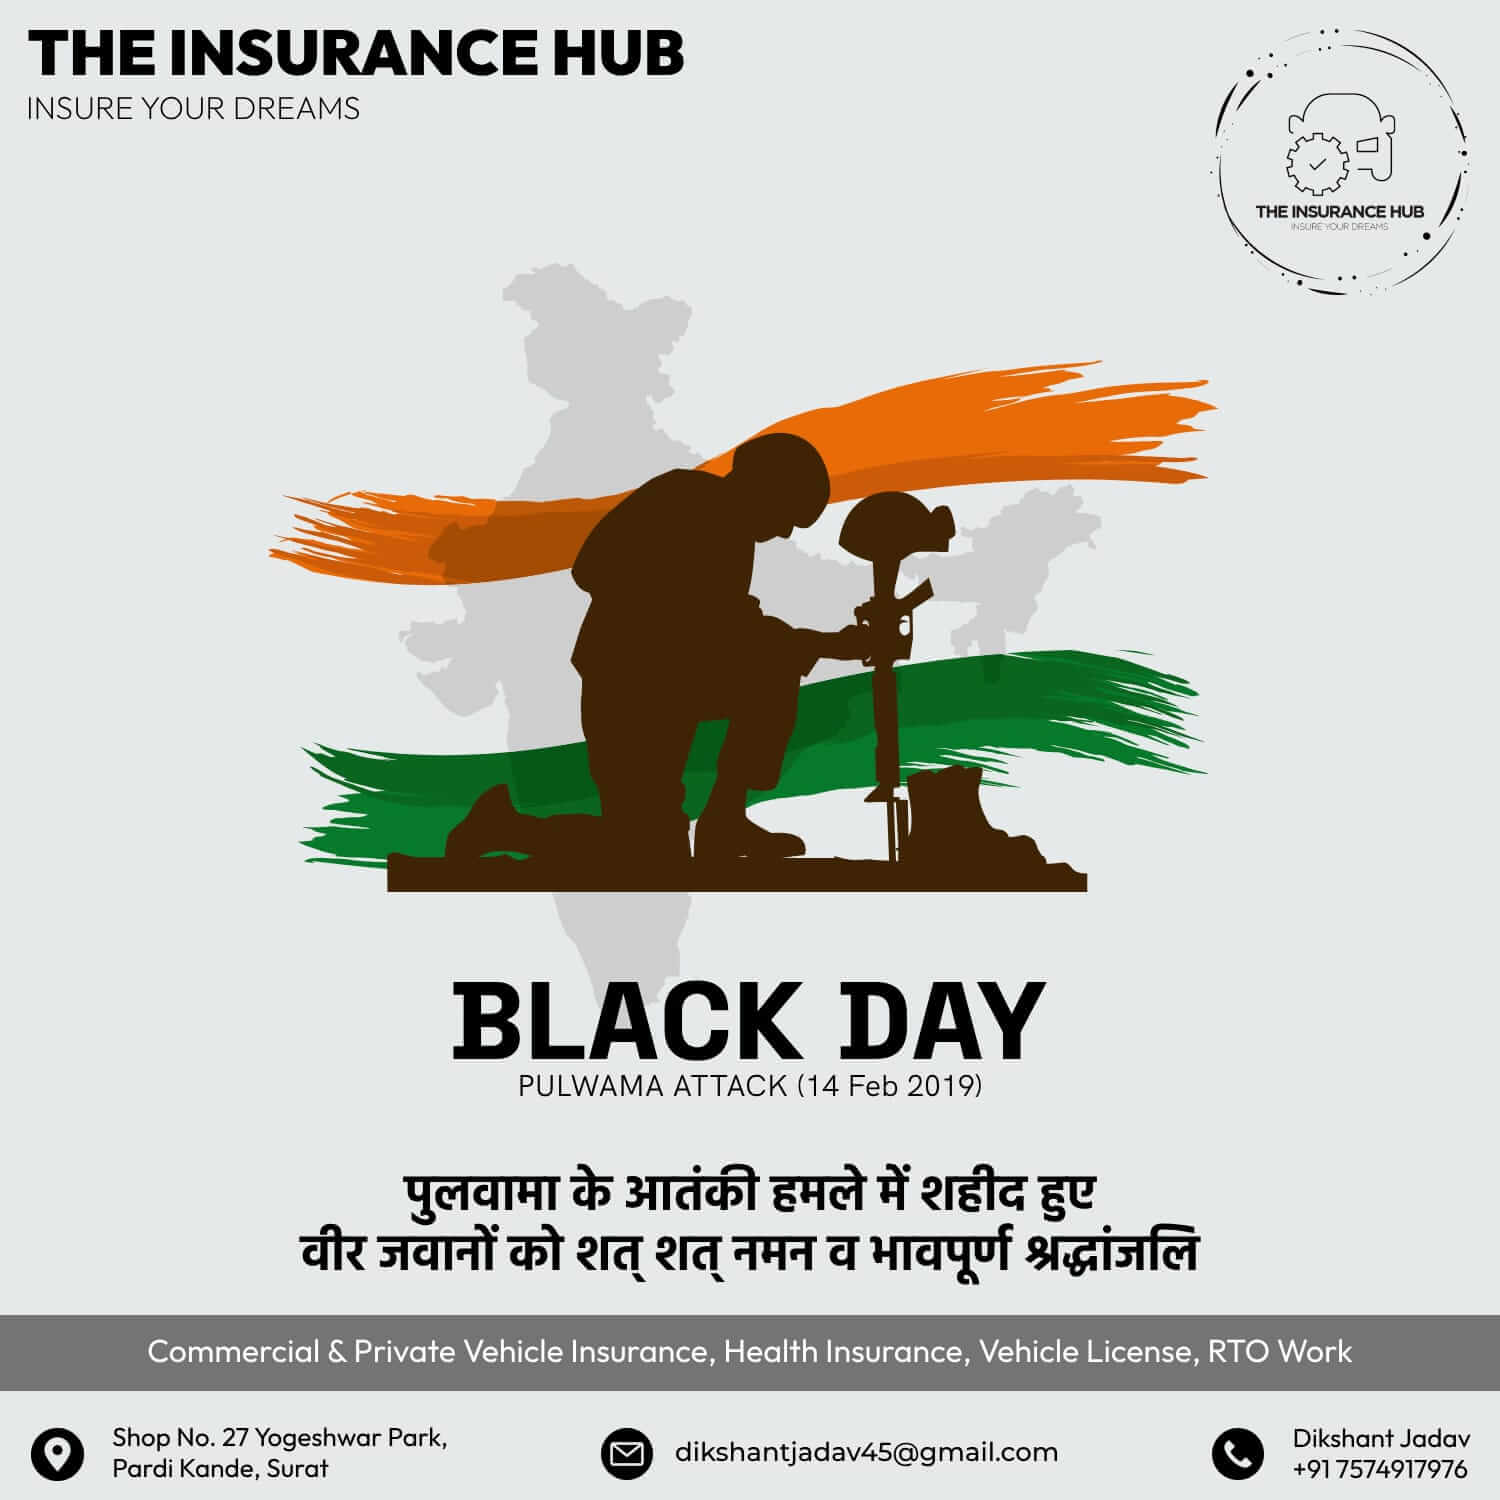 THE INSURANCE HUB
INSURE YOUR DREAMS
THE INSURANCE HUB
INSURE YOUR DREAMS
BLACK DAY
PULWAMA ATTACK (14 Feb 2019)
पुलवामा के आतंकी हमले में शहीद हुए
वीर जवानों को शत् शत् नमन व भावपूर्ण श्रद्धांजलि
Commercial & Private Vehicle Insurance, Health Insurance, Vehicle License, RTO Work
Shop No. 27 Yogeshwar Park,
Pardi Kande, Surat
dikshantjadav45@gmail.com
Dikshant Jadav
+91 7574917976